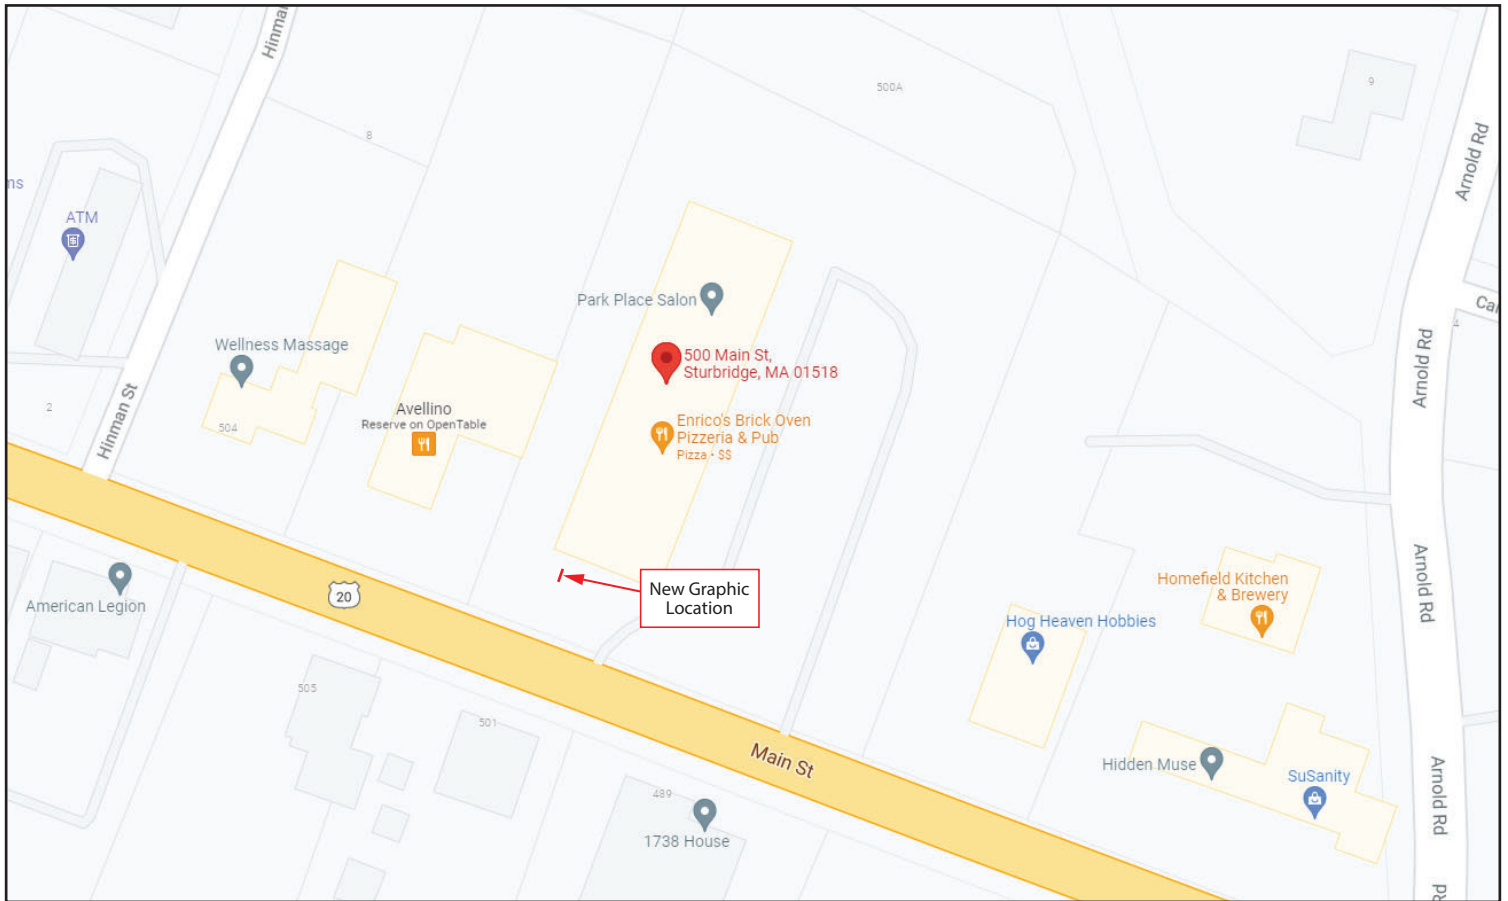 Hinman
500A
9
Arnold Rd
8
ns
ATM
Park Place Salon
Wellness Massage
500 Main St,
Sturbridge, MA 01518
4
Arnold Rd
2
504
Hinman St
Avellino
Reserve on OpenTable
Enrico's Brick Oven
Pizzeria & Pub
Pizza · $$
American Legion
20
New Graphic
Location
Arnold Rd
Homefield Kitchen
& Brewery
Hog Heaven Hobbies
505
501
Main St
489
1738 House
Hidden Muse
SuSanity
Arnold Rd